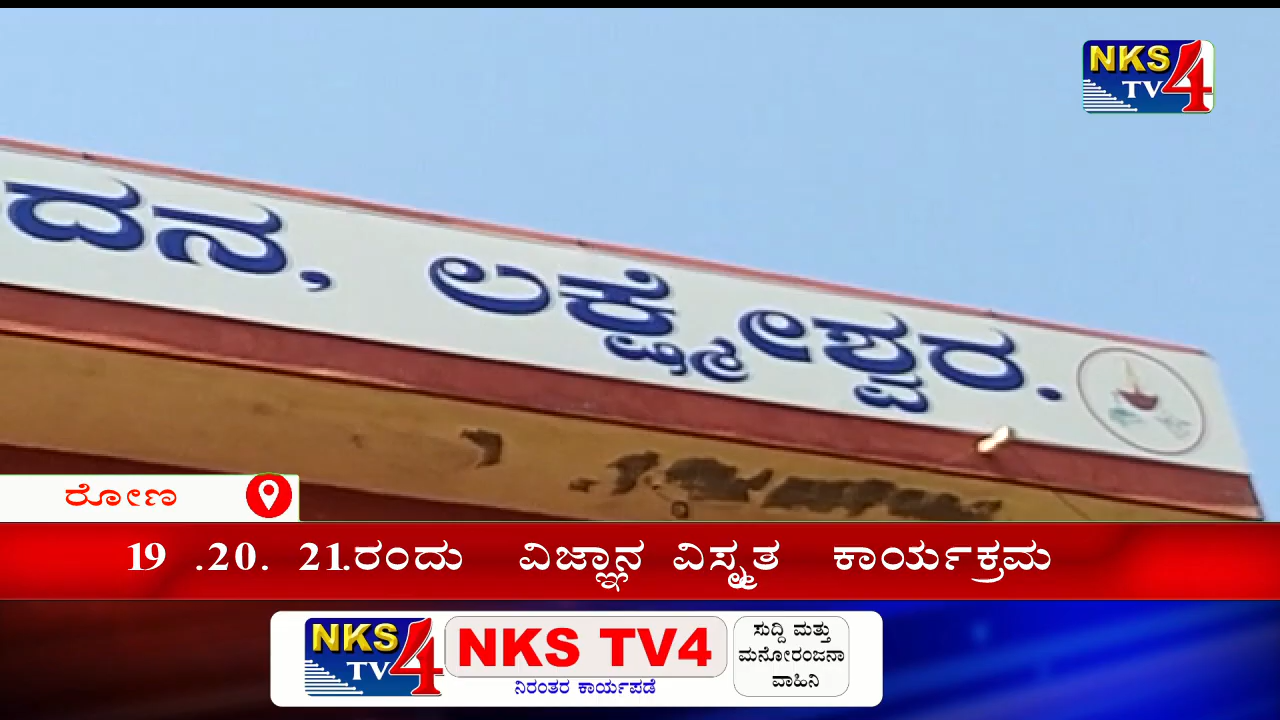 NKS
TV4
ದನ, ಲಕ್ಷ್ಮೇಶ್ವರ.
ರೋಣ
19 .20. 21.ರಂದು ವಿಜ್ಞಾನ ವಿಸ್ಮೃತ ಕಾರ್ಯಕ್ರಮ
NKS
TV4
NKS TV4
ನಿರಂತರ ಕಾರ್ಯಪಡೆ
ಸುದ್ದಿ ಮತ್ತು
ಮನೋರಂಜನಾ
ವಾಹಿನಿ